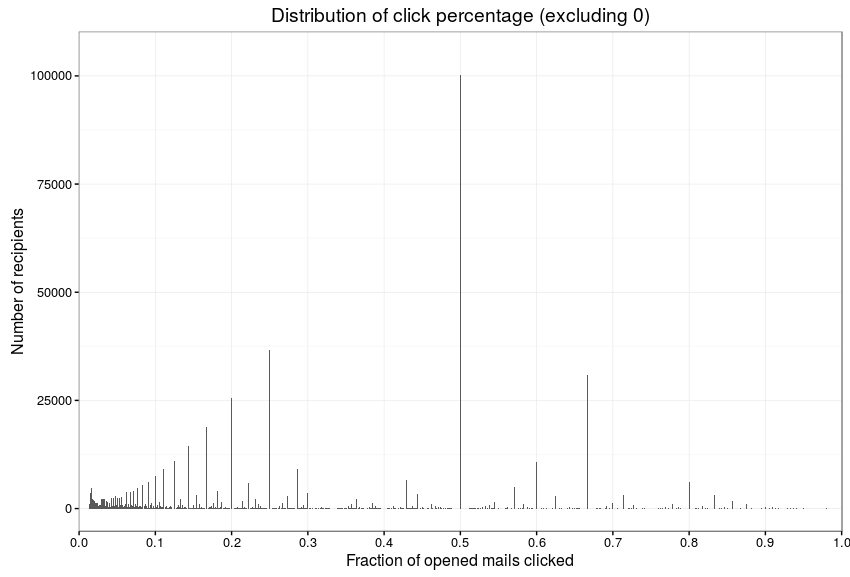 Distribution of click percentage (excluding 0)
Number of recipients
100000
75000
50000
25000
0
0.0 0.1 0.2 0.3 0.4 0.5 0.6 0.7 0.8 0.9 1.0
Fraction of opened mails clicked